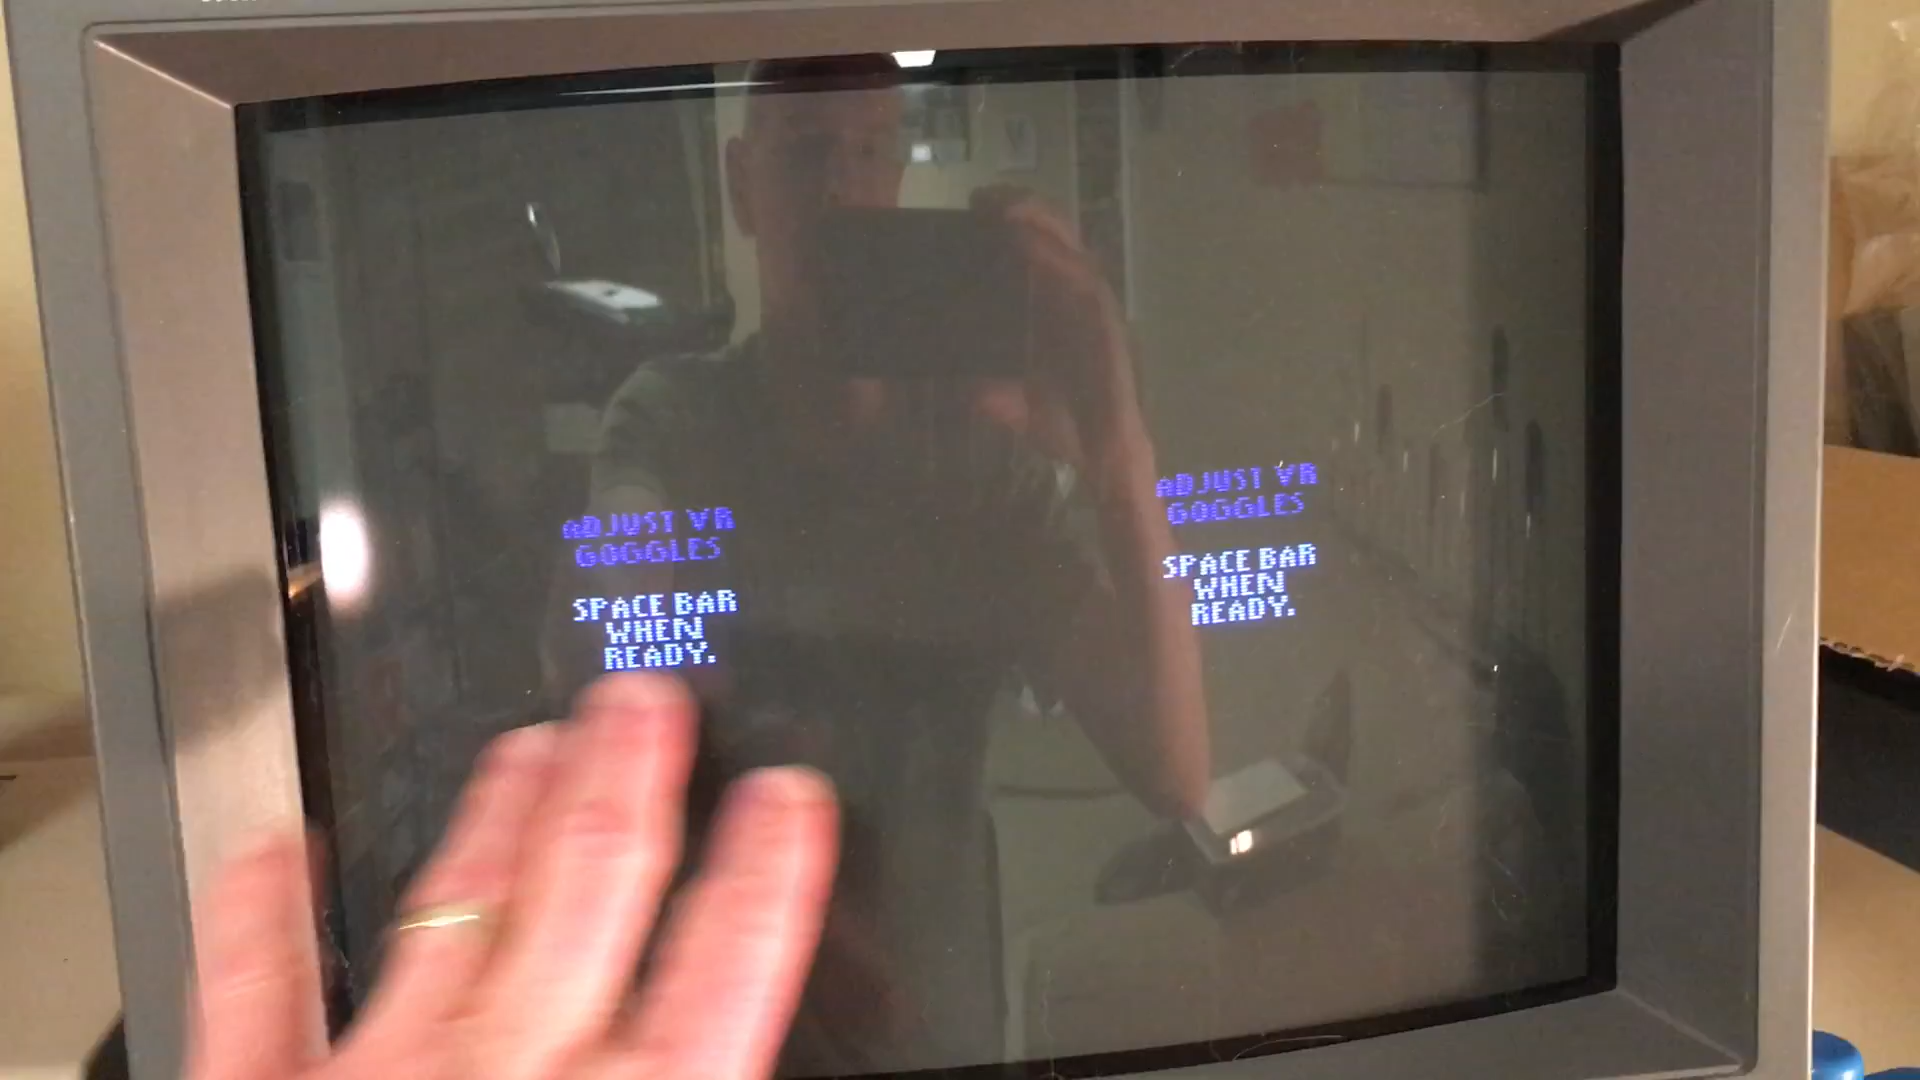 ADJUST VR
GOGGLES
SPACE BAR
WHEN
READY.
ADJUST VR
GOGGLES
SPACE BAR
WHEN
READY.